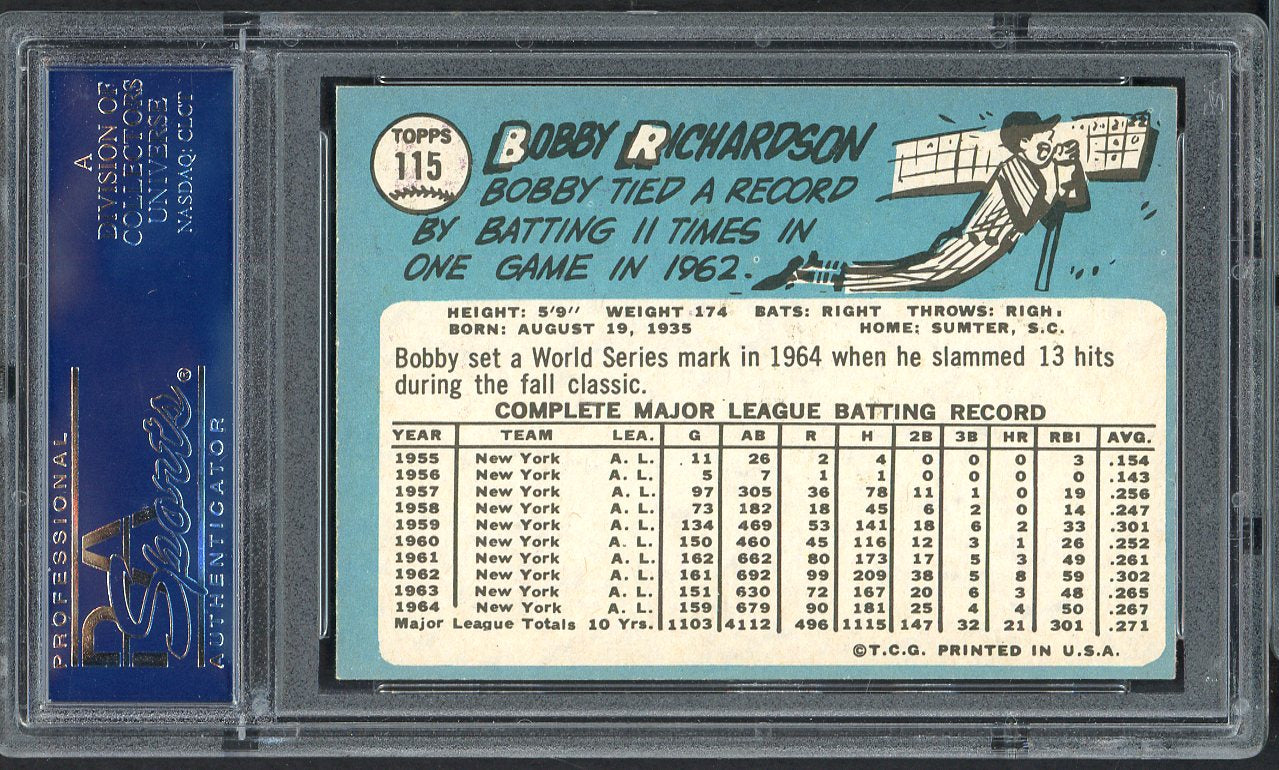 A
DIVISION OF
COLLECTORS
UNIVERSE
NASDAQ: CLCT
PROFESSIONAL
PSA
Sports®
AUTHENTICATOR
TOPPS
115
BOBBY RICHARDSON
BOBBY TIED A RECORD
BY BATTING 11 TIMES IN
ONE GAME IN 1962.
HEIGHT: 5'9" WEIGHT 174 BATS: RIGHT THROWS: RIGH.
BORN: AUGUST 19, 1935 HOME: SUMTER, S.C.
Bobby set a World Series mark in 1964 when he slammed 13 hits
during the fall classic.
COMPLETE MAJOR LEAGUE BATTING RECORD
YEAR TEAM LEA. G AB R H 2B 3B HR RBI AVG.
1955 New York A. L. 11 26 2 4 0 0 0 3 .154
1956 New York A. L. 5 7 1 1 0 0 0 0 .143
1957 New York A. L. 97 305 36 78 11 1 0 19 .256
1958 New York A. L. 73 182 18 45 6 2 0 14 .247
1959 New York A. L. 134 469 53 141 18 6 2 33 .301
1960 New York A. L. 150 460 45 116 12 3 1 26 .252
1961 New York A. L. 162 662 80 173 17 5 3 49 .261
1962 New York A. L. 161 692 99 209 38 5 8 59 .302
1963 New York A. L. 151 630 72 167 20 6 3 48 .265
1964 New York A. L. 159 679 90 181 25 4 4 50 .267
Major League Totals 10 Yrs. 1103 4112 496 1115 147 32 21 301 .271
©T.C.G. PRINTED IN U.S.A.